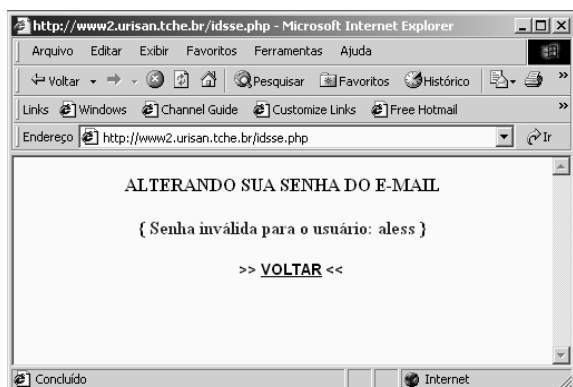 http://www2.urisan.tche.br/idsse.php - Microsoft Internet Explorer
Arquivo Editar Exibir Favoritos Ferramentas Ajuda
Voltar Pesquisar Favoritos Histórico »
Links Windows Channel Guide Customize Links Free Hotmail »
Endereço http://www2.urisan.tche.br/idsse.php Ir
ALTERANDO SUA SENHA DO E-MAIL
{ Senha inválida para o usuário: aless }
>> VOLTAR <<
Concluído Internet